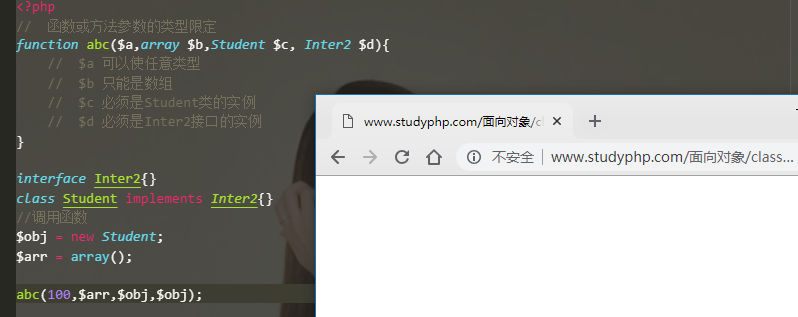 <?php
//  函数或方法参数的类型限定
function abc($a,array $b,Student $c, Inter2 $d){
//  $a 可以使任意类型
//  $b 只能是数组
//  $c 必须是Student类的实例
//  $d 必须是Inter2接口的实例
}
interface Inter2{}
class Student implements Inter2{}
//调用函数
$obj = new Student;
$arr = array();
abc(100,$arr,$obj,$obj);
www.studyphp.com/面向对象/cl
不安全 www.studyphp.com/面向对象/class...